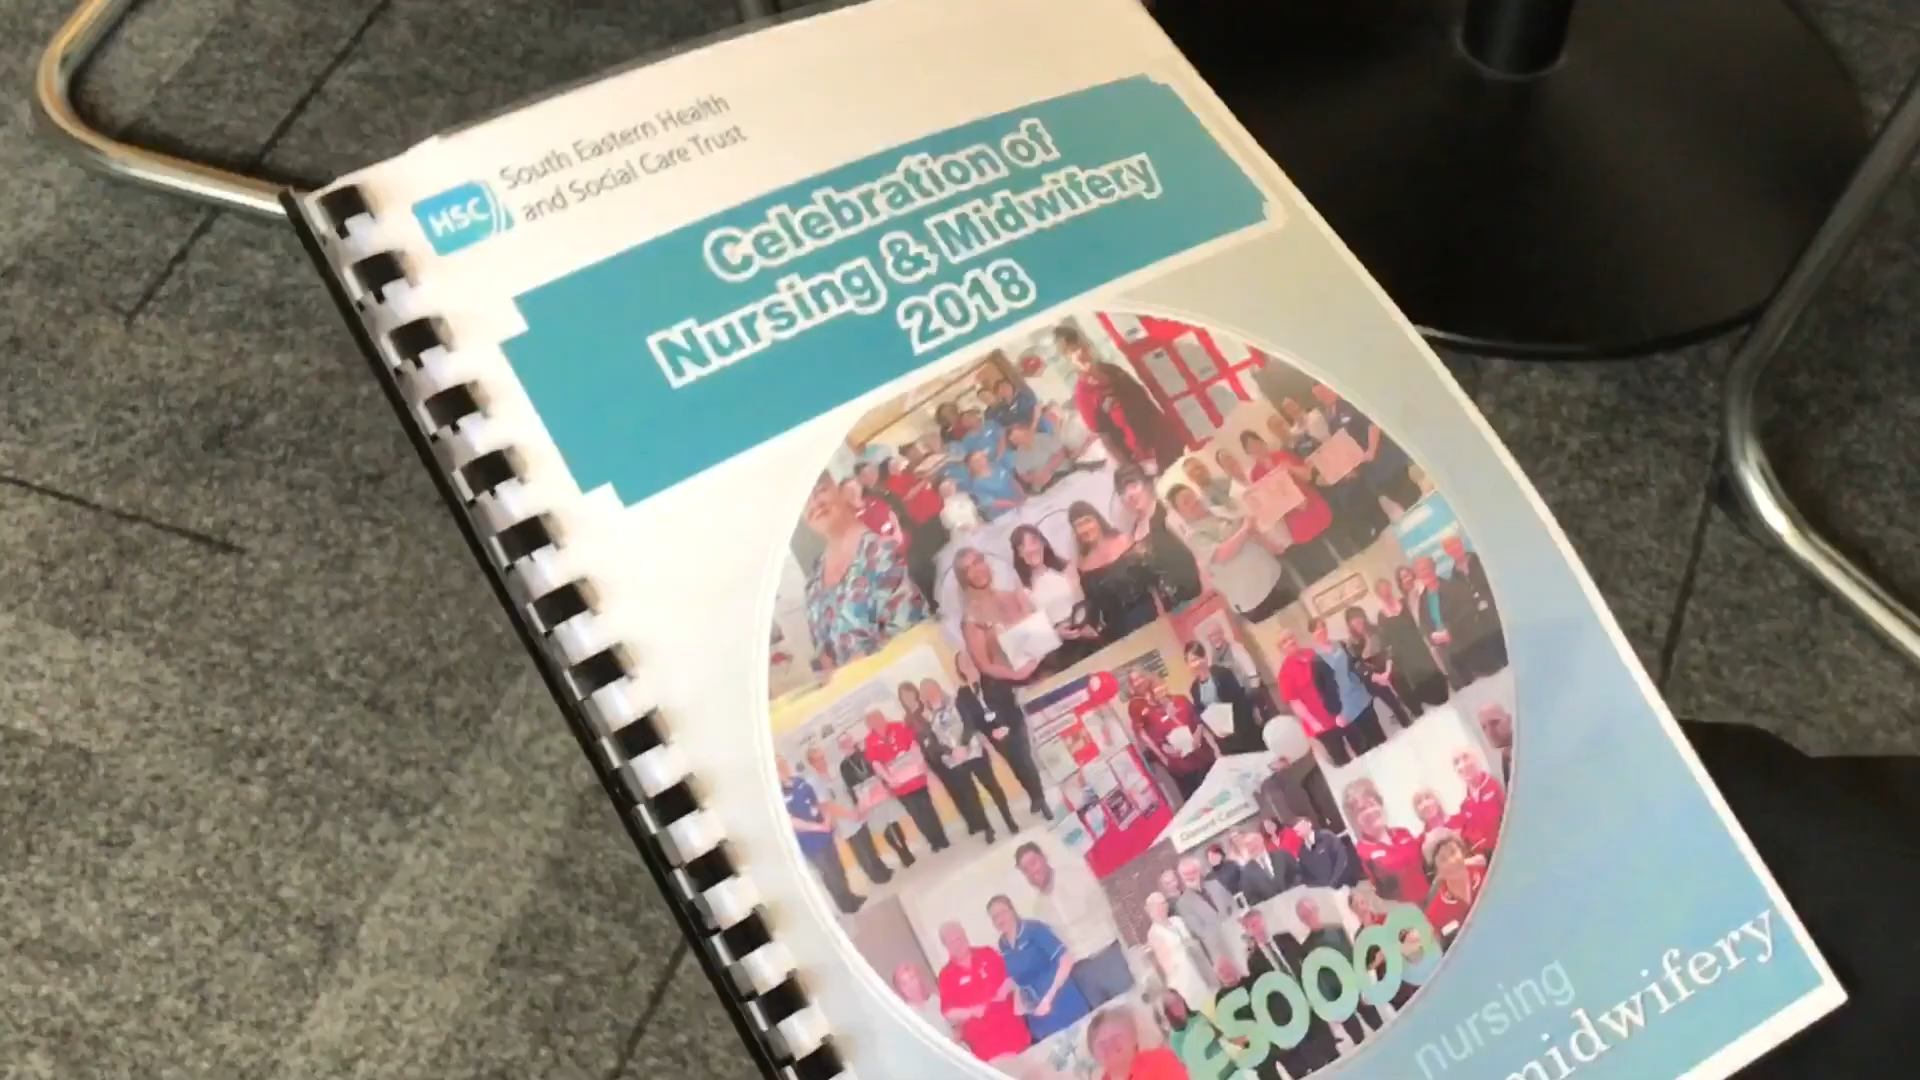 HSC
South Eastern Health
and Social Care Trust
Celebration of
Nursing & Midwifery
2018
nursing
midwifery